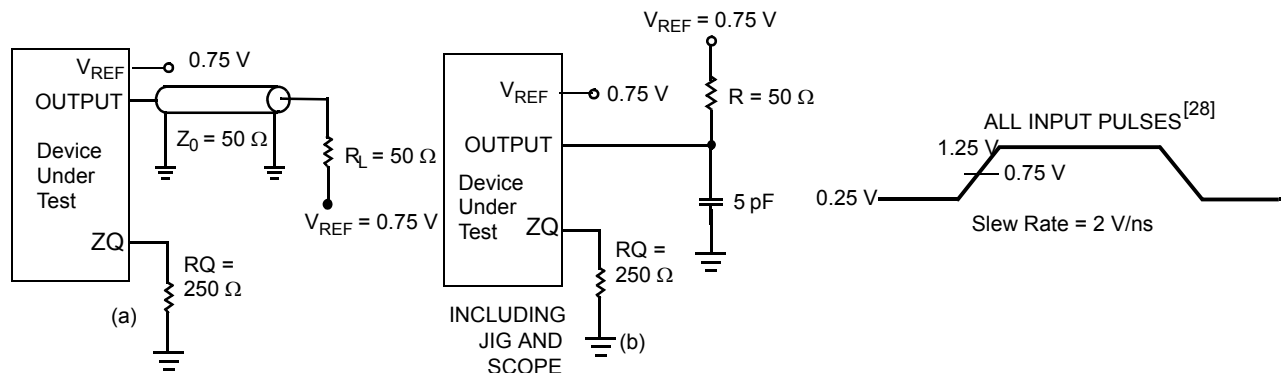 V_REF 0.75 V
OUTPUT
Z_0 = 50 Ω
Device
Under
Test
R_L = 50 Ω
V_REF = 0.75 V
ZQ
RQ =
250 Ω
(a)
V_REF = 0.75 V
R = 50 Ω
V_REF 0.75 V
OUTPUT
Device
Under
Test
5 pF
ZQ
RQ =
250 Ω
INCLUDING
JIG AND
SCOPE
(b)
ALL INPUT PULSES[28]
1.25 V
0.75 V
0.25 V
Slew Rate = 2 V/ns